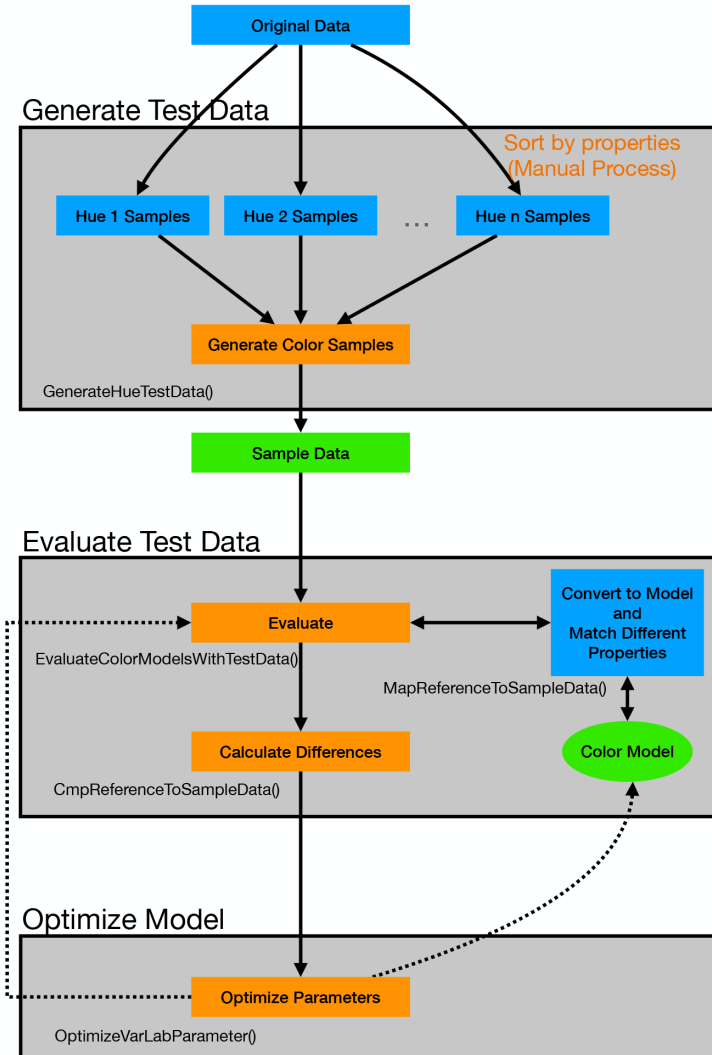 Original Data
Generate Test Data
Sort by properties
(Manual Process)
Hue 1 Samples
Hue 2 Samples
...
Hue n Samples
Generate Color Samples
GenerateHueTestData()
Sample Data
Evaluate Test Data
Convert to Model
and
Match Different
Properties
Evaluate
EvaluateColorModelsWithTestData()
MapReferenceToSampleData()
Calculate Differences
Color Model
CmpReferenceToSampleData()
Optimize Model
Optimize Parameters
OptimizeVarLabParameter()